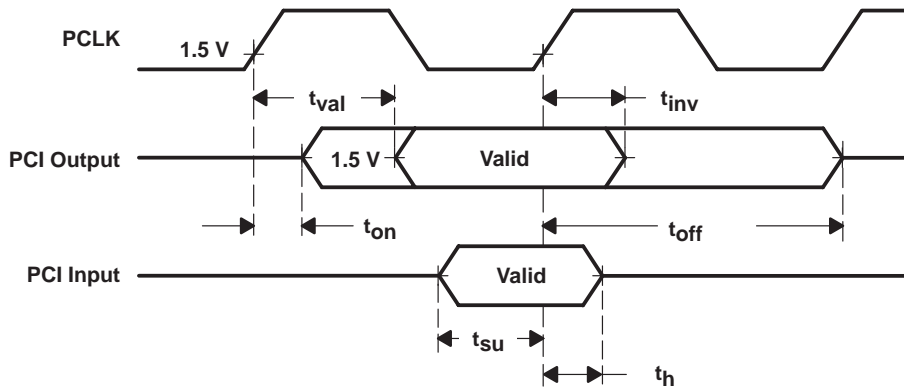 PCLK
1.5 V
tval
tinv
PCI Output
1.5 V
Valid
ton
toff
PCI Input
Valid
tsu
th